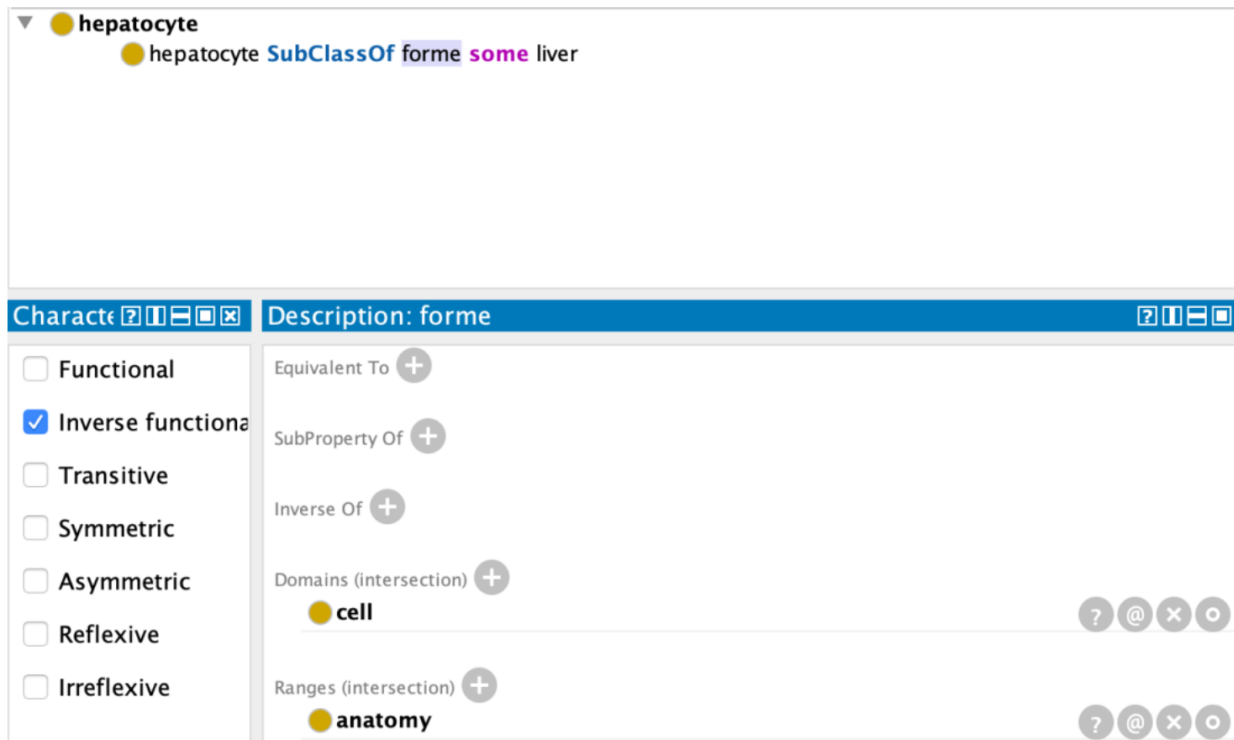 hepatocyte
hepatocyte SubClassOf forme some liver
Characte
Description: forme
Functional
Equivalent To
Inverse functiona
SubProperty Of
Transitive
Inverse Of
Symmetric
Asymmetric
Domains (intersection)
cell
Reflexive
Irreflexive
Ranges (intersection)
anatomy